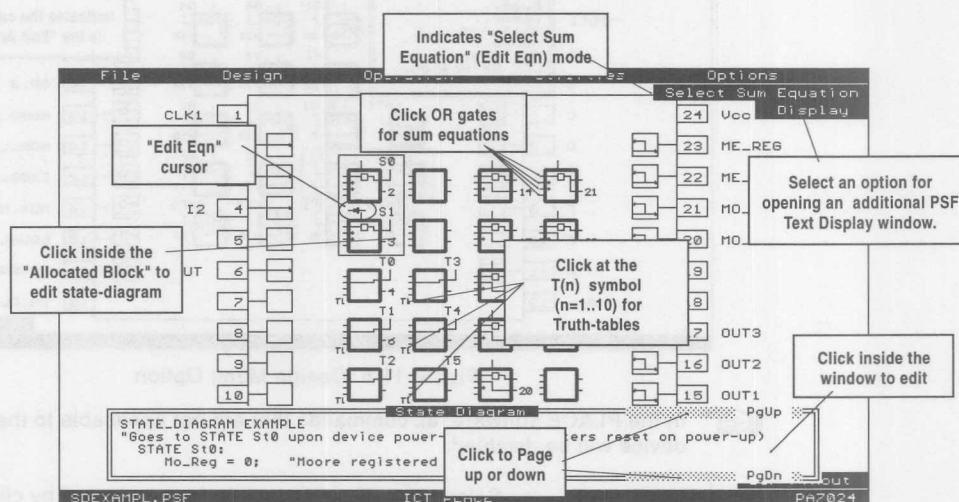 Indicates "Select Sum
Equation" (Edit Eqn) mode
File Design Options
Select Sum Equation
Display
CLK1 1
"Edit Eqn"
cursor
I2 4
5
Click inside the
"Allocated Block" to
edit state-diagram
UT 6
7
8
10
Click OR gates
for sum equations
S0
2
14
21
4
S1
3
T0 T3
4
T1 T4
T2 T5
20
Click at the
T(n) symbol
(n=1..10) for
Truth-tables
24 Vcc
23 ME_REG
22 ME_
21 MO_
20 MO_
Select an option for
opening an additional PSF
Text Display window.
.9
.8
.7 OUT3
16 OUT2
15 OUT1
Click inside the
window to edit
State Diagram
PgUp
STATE_DIAGRAM EXAMPLE
"Goes to STATE St0 upon device power- ers reset on power-up)
STATE St0:
Mo_Reg = 0; "Moore registered
Click to Page
up or down
PgDn
out
SDEXAMPL.PSF ICT PLACE PA7024